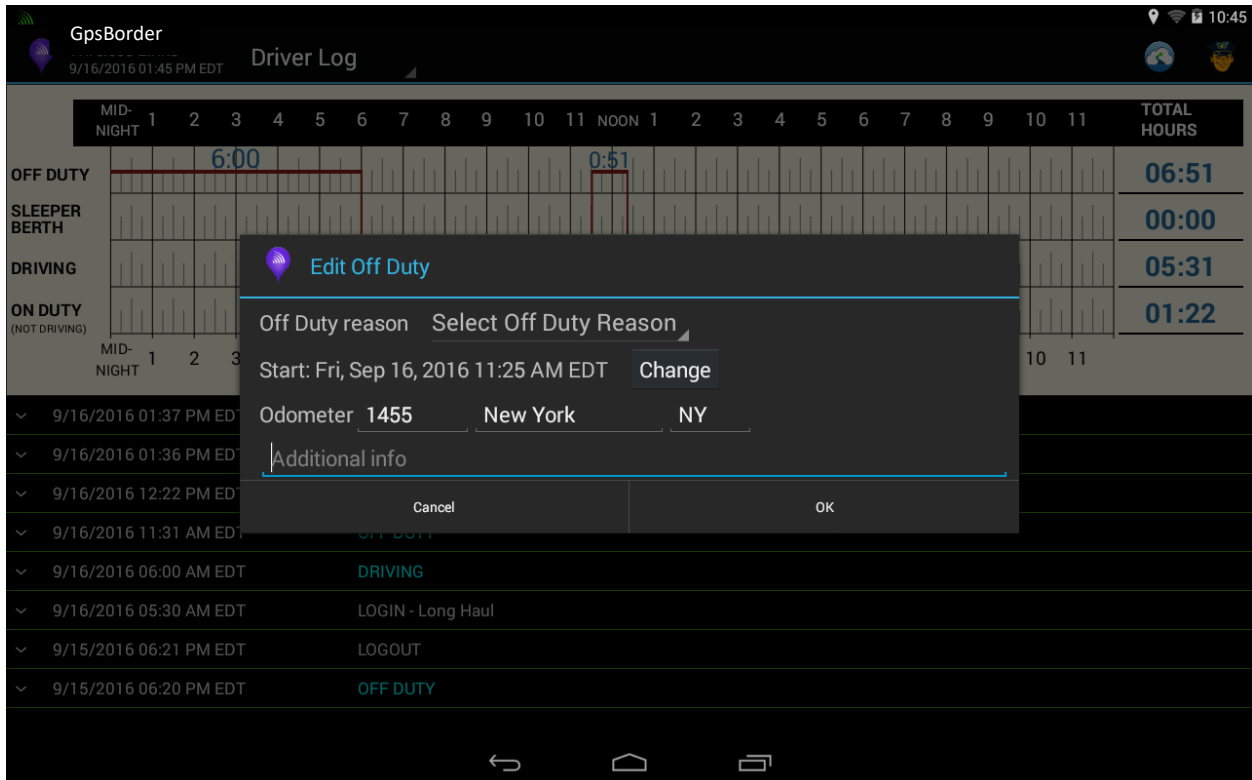 10:45
GpsBorder
9/16/2016 01:45 PM EDT
Driver Log
MID-NIGHT 1 2 3 4 5 6 7 8 9 10 11 NOON 1 2 3 4 5 6 7 8 9 10 11 TOTAL HOURS
6:00 0:51
OFF DUTY 06:51
SLEEPER BERTH 00:00
DRIVING 05:31
ON DUTY 01:22
(NOT DRIVING)
MID-NIGHT 1 2 3 10 11
Edit Off Duty
Off Duty reason Select Off Duty Reason
Start: Fri, Sep 16, 2016 11:25 AM EDT Change
Odometer 1455 New York NY
Additional info
Cancel OK
9/16/2016 01:37 PM EDT
9/16/2016 01:36 PM EDT
9/16/2016 12:22 PM EDT
9/16/2016 11:31 AM EDT OFF DUTY
9/16/2016 06:00 AM EDT DRIVING
9/16/2016 05:30 AM EDT LOGIN - Long Haul
9/15/2016 06:21 PM EDT LOGOUT
9/15/2016 06:20 PM EDT OFF DUTY